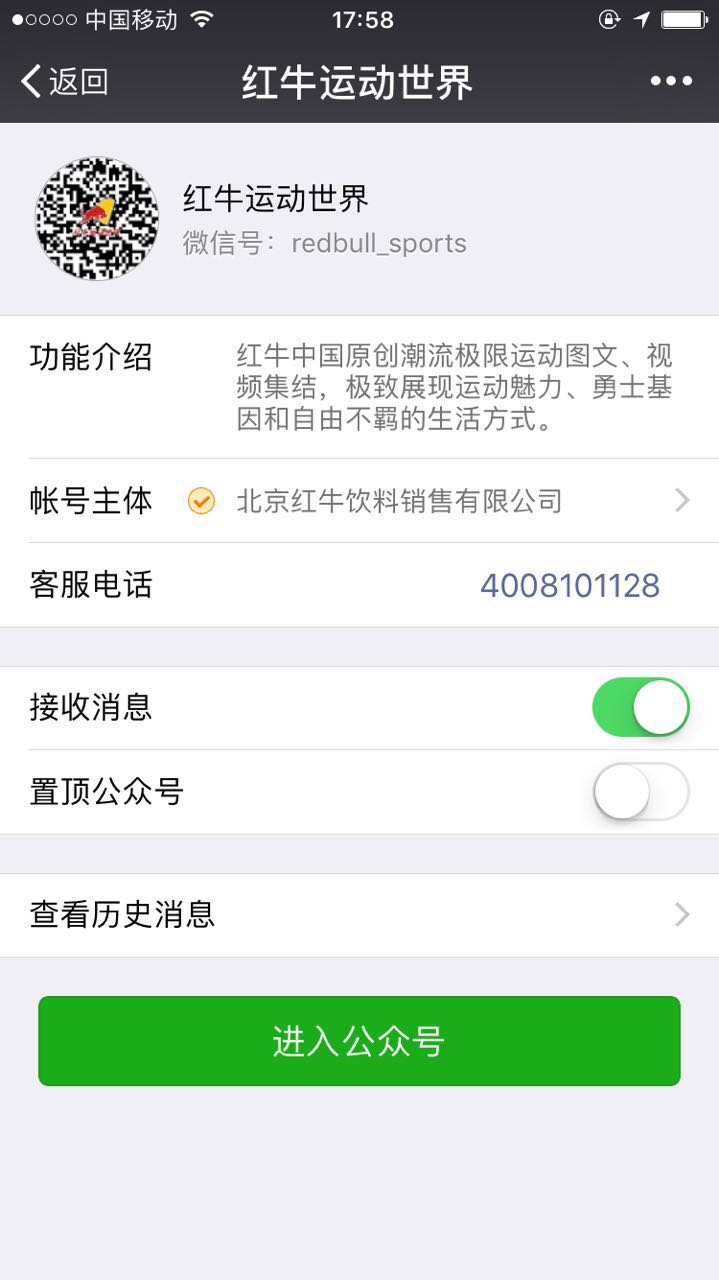 中国移动
17:58
返回
红牛运动世界
红牛运动世界
微信号：redbull_sports
功能介绍
红牛中国原创潮流极限运动图文、视
频集结，极致展现运动魅力、勇士基
因和自由不羁的生活方式。
帐号主体
北京红牛饮料销售有限公司
客服电话
4008101128
接收消息
置顶公众号
查看历史消息
进入公众号